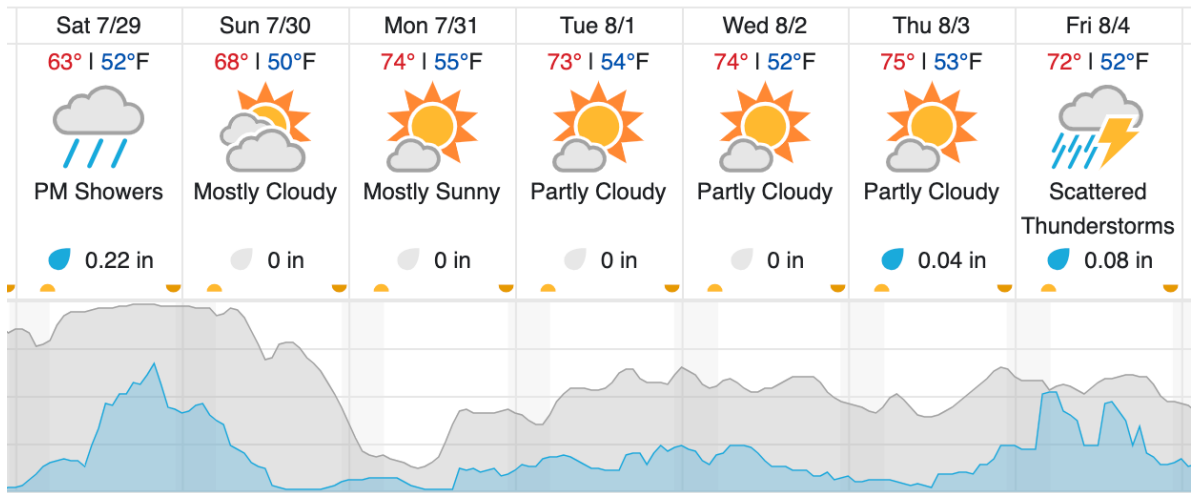 Sat 7/29 Sun 7/30 Mon 7/31 Tue 8/1 Wed 8/2 Thu 8/3 Fri 8/4
63° | 52°F 68° | 50°F 74° | 55°F 73° | 54°F 74° | 52°F 75° | 53°F 72° | 52°F
PM Showers Mostly Cloudy Mostly Sunny Partly Cloudy Partly Cloudy Partly Cloudy Scattered
Thunderstorms
0.22 in 0 in 0 in 0 in 0 in 0.04 in 0.08 in